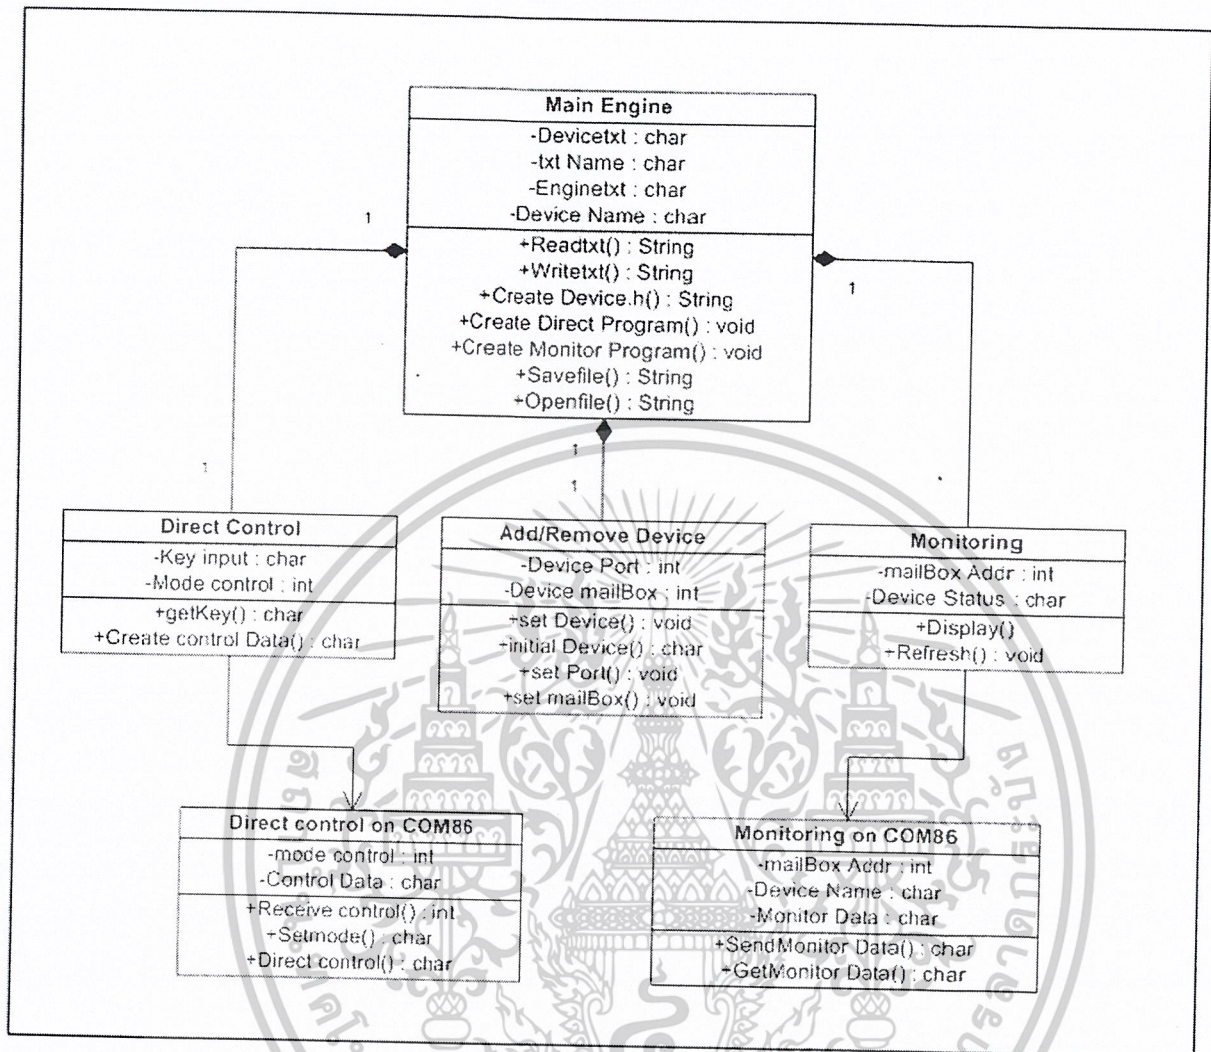 Main Engine
-Devicetxt : char
-txt Name : char
-Enginetxt : char
-Device Name : char
+Readtxt() : String
+Writetxt() : String
+Create Device.h() : String
+Create Direct Program() : void
+Create Monitor Program() : void
+Savefile() : String
+Openfile() : String
1
1
1
1
1
Direct Control
-Key input : char
-Mode control : int
+getKey() : char
+Create control Data() : char
Add/Remove Device
-Device Port : int
-Device mailBox : int
+set Device() : void
+initial Device() : char
+set Port() : void
+set mailBox() : void
Monitoring
-mailBox Addr : int
-Device Status : char
+Display()
+Refresh() : void
Direct control on COM86
-mode control : int
-Control Data : char
+Receive control() : int
+Setmode() : char
+Direct control() : char
Monitoring on COM86
-mailBox Addr : int
-Device Name : char
-Monitor Data : char
+SendMonitor Data() : char
+GetMonitor Data() : char